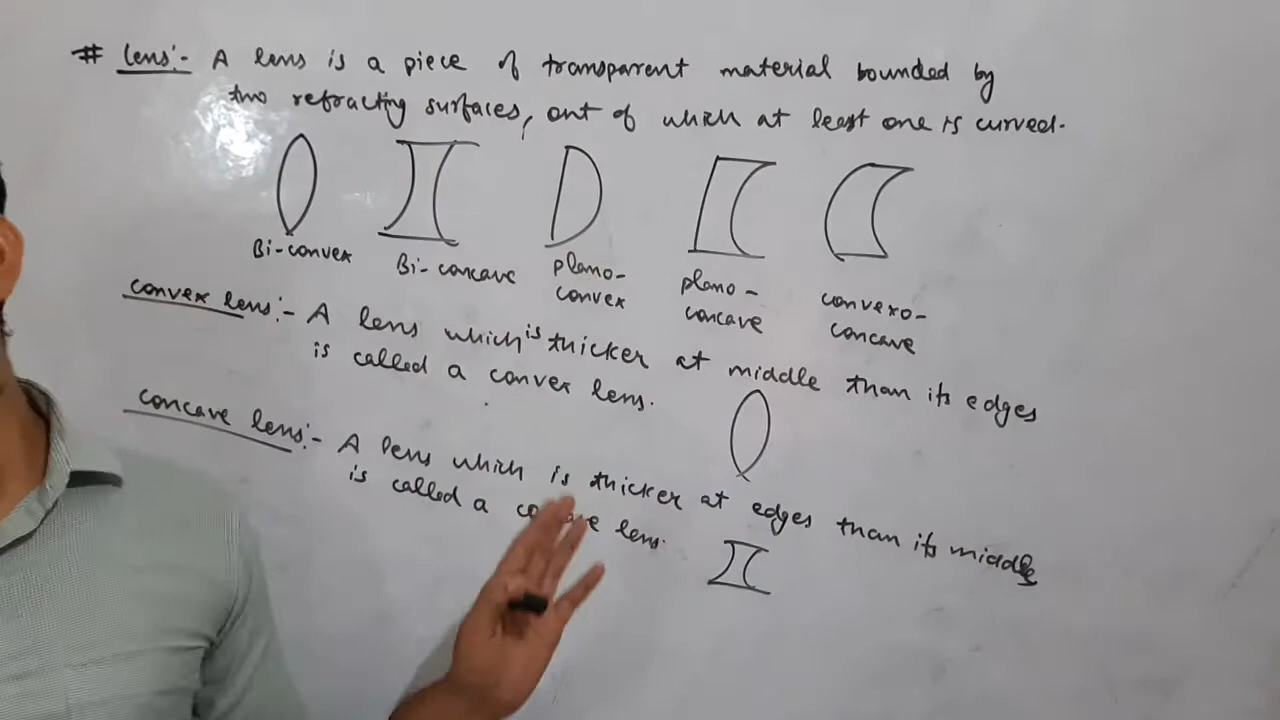 # Lens:- A lens is a piece of transparent material bounded by
two refracting surfaces, out of which at least one is curved.
Bi-convex Bi-concave plano- plano- convexo-
convex concave concave
convex lens:- A lens which is thicker at middle than its edges
is called a convex lens.
concave lens:- A lens which is thicker at edges than its middle
is called a lens.